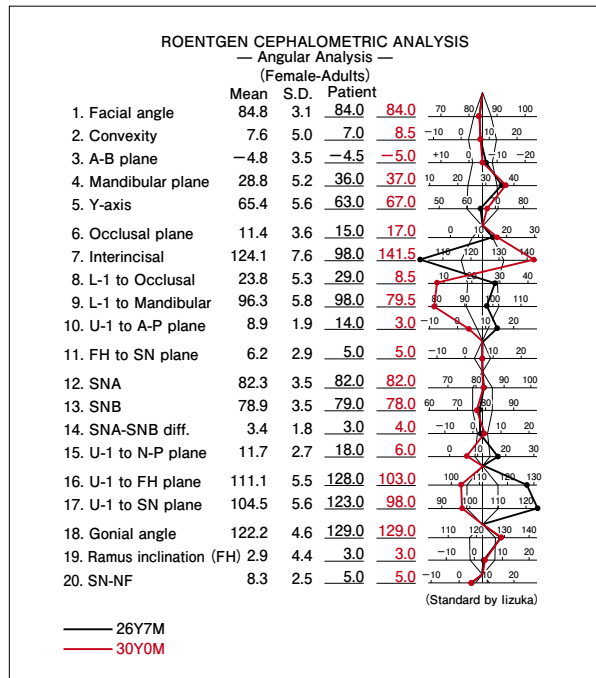 ROENTGEN CEPHALOMETRIC ANALYSIS
— Angular Analysis —
(Female-Adults)
Mean S.D. Patient
1. Facial angle 84.8 3.1 84.0 84.0 70 80 90 100
2. Convexity 7.6 5.0 7.0 8.5 −10 0 10 20
3. A-B plane −4.8 3.5 −4.5 −5.0 +10 0 −10 −20
4. Mandibular plane 28.8 5.2 36.0 37.0 10 20 30 40
5. Y-axis 65.4 5.6 63.0 67.0 50 60 70 80
6. Occlusal plane 11.4 3.6 15.0 17.0 0 10 20 30
7. Interincisal 124.1 7.6 98.0 141.5 110 120 130 140
8. L-1 to Occlusal 23.8 5.3 29.0 8.5 10 20 30 40
9. L-1 to Mandibular 96.3 5.8 98.0 79.5 80 90 100 110
10. U-1 to A-P plane 8.9 1.9 14.0 3.0 −10 0 10 20
11. FH to SN plane 6.2 2.9 5.0 5.0 −10 0 10 20
12. SNA 82.3 3.5 82.0 82.0 70 80 90 100
13. SNB 78.9 3.5 79.0 78.0 60 70 80 90
14. SNA-SNB diff. 3.4 1.8 3.0 4.0 −10 0 10 20
15. U-1 to N-P plane 11.7 2.7 18.0 6.0 0 10 20 30
16. U-1 to FH plane 111.1 5.5 128.0 103.0 100 110 120 130
17. U-1 to SN plane 104.5 5.6 123.0 98.0 90 100 110 120
18. Gonial angle 122.2 4.6 129.0 129.0 110 120 130 140
19. Ramus inclination (FH) 2.9 4.4 3.0 3.0 −10 0 10 20
20. SN-NF 8.3 2.5 5.0 5.0 −10 0 10 20
(Standard by Iizuka)
26Y7M
30Y0M